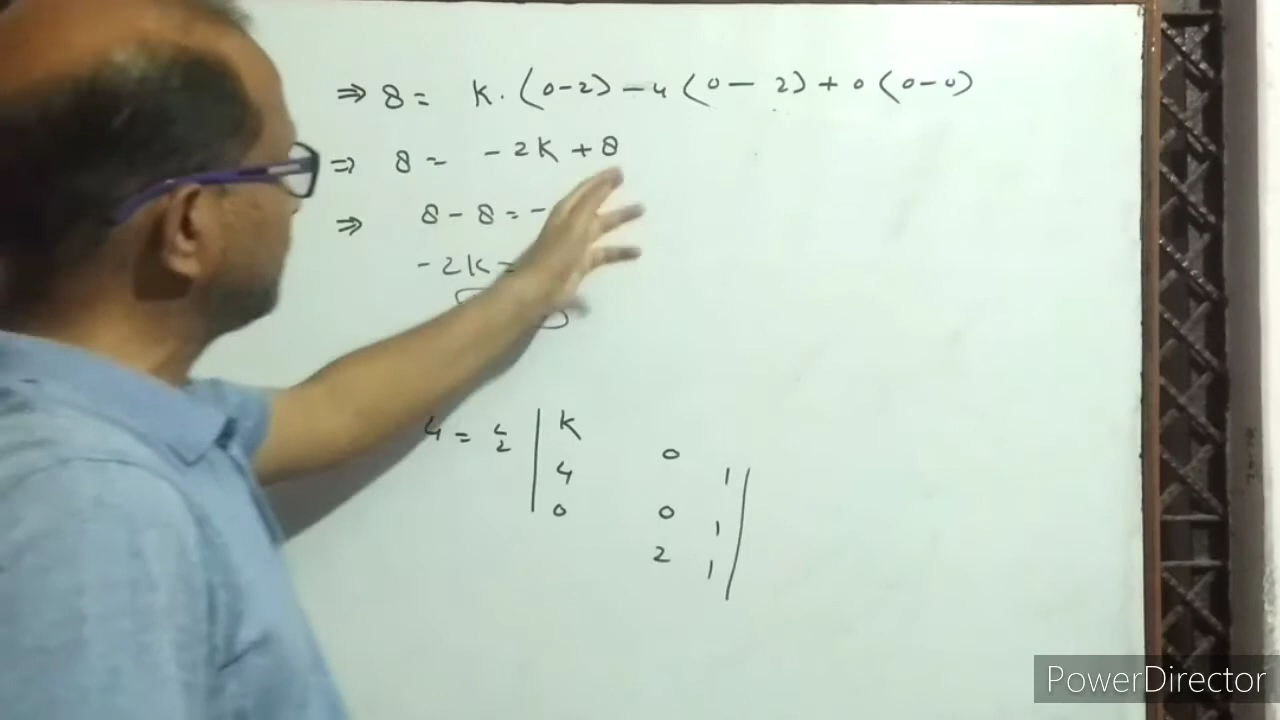 ⇒ 8 = K · (0-2) - 4 (0 - 2) + 0 (0-0)
⇒ 8 = - 2K + 8
⇒ 8 - 8 = -
- 2K =
4 = 1/2 | K 0 1 |
4 0 1
0 2 1
PowerDirector